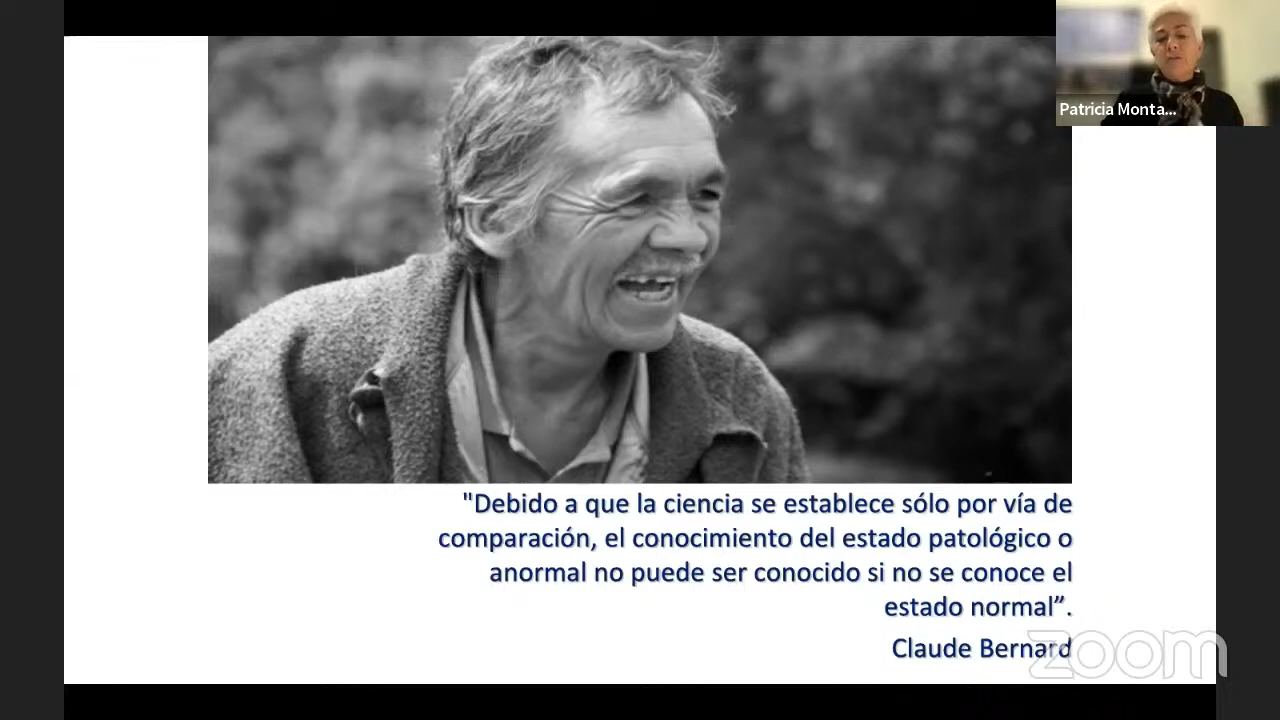 Patricia Monta...
"Debido a que la ciencia se establece sólo por vía de
comparación, el conocimiento del estado patológico o
anormal no puede ser conocido si no se conoce el
estado normal”.
Claude Bernard
zoom